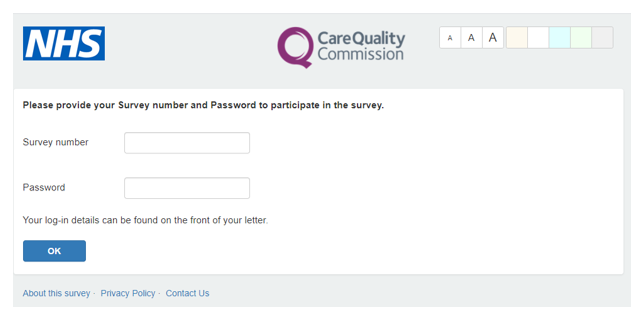 NHS
CareQuality
Commission
A A A
Please provide your Survey number and Password to participate in the survey.
Survey number
Password
Your log-in details can be found on the front of your letter.
OK
About this survey · Privacy Policy · Contact Us